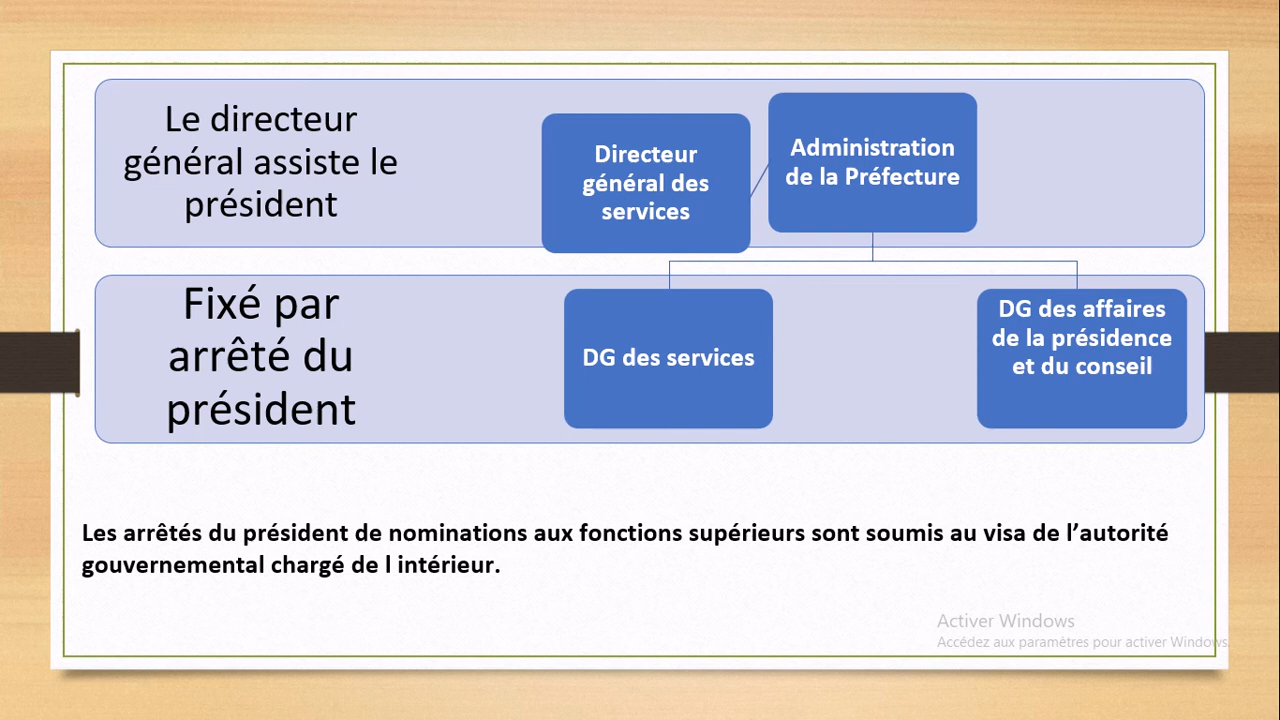 Le directeur
général assiste le
président
Directeur
général des
services
Administration
de la Préfecture
Fixé par
arrêté du
président
DG des services
DG des affaires
de la présidence
et du conseil
Les arrêtés du président de nominations aux fonctions supérieurs sont soumis au visa de l’autorité
gouvernemental chargé de l intérieur.
Activer Windows
Accédez aux paramètres pour activer Windows.